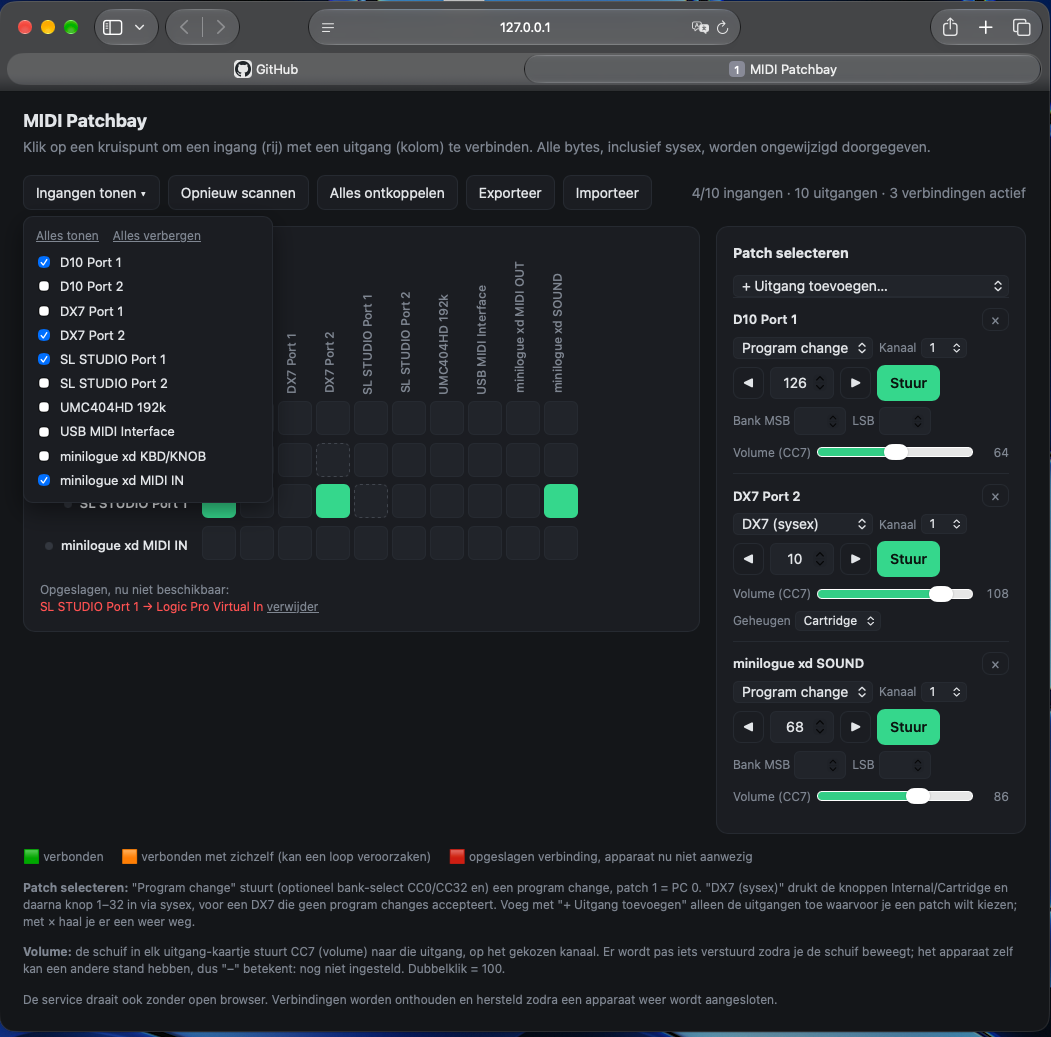 127.0.0.1
GitHub
1 MIDI Patchbay
MIDI Patchbay
Klik op een kruispunt om een ingang (rij) met een uitgang (kolom) te verbinden. Alle bytes, inclusief sysex, worden ongewijzigd doorgegeven.
Ingangen tonen ▾
Opnieuw scannen
Alles ontkoppelen
Exporteer
Importeer
4/10 ingangen · 10 uitgangen · 3 verbindingen actief
Alles tonen Alles verbergen
D10 Port 1
D10 Port 2
DX7 Port 1
DX7 Port 2
SL STUDIO Port 1
SL STUDIO Port 2
UMC404HD 192k
USB MIDI Interface
minilogue xd KBD/KNOB
minilogue xd MIDI IN
DX7 Port 1
DX7 Port 2
SL STUDIO Port 1
SL STUDIO Port 2
UMC404HD 192k
USB MIDI Interface
minilogue xd MIDI OUT
minilogue xd SOUND
SL STUDIO Port 1
minilogue xd MIDI IN
Opgeslagen, nu niet beschikbaar:
SL STUDIO Port 1 → Logic Pro Virtual In verwijder
Patch selecteren
+ Uitgang toevoegen...
D10 Port 1 ×
Program change Kanaal 1
◀ 126 ▶ Stuur
Bank MSB LSB
Volume (CC7) 64
DX7 Port 2 ×
DX7 (sysex) Kanaal 1
◀ 10 ▶ Stuur
Volume (CC7) 108
Geheugen Cartridge
minilogue xd SOUND ×
Program change Kanaal 1
◀ 68 ▶ Stuur
Bank MSB LSB
Volume (CC7) 86
verbonden verbonden met zichzelf (kan een loop veroorzaken) opgeslagen verbinding, apparaat nu niet aanwezig
Patch selecteren: "Program change" stuurt (optioneel bank-select CC0/CC32 en) een program change, patch 1 = PC 0. "DX7 (sysex)" drukt de knoppen Internal/Cartridge en
daarna knop 1–32 in via sysex, voor een DX7 die geen program changes accepteert. Voeg met "+ Uitgang toevoegen" alleen de uitgangen toe waarvoor je een patch wilt kiezen;
met × haal je er een weer weg.
Volume: de schuif in elk uitgang-kaartje stuurt CC7 (volume) naar die uitgang, op het gekozen kanaal. Er wordt pas iets verstuurd zodra je de schuif beweegt; het apparaat zelf
kan een andere stand hebben, dus "–" betekent: nog niet ingesteld. Dubbelklik = 100.
De service draait ook zonder open browser. Verbindingen worden onthouden en hersteld zodra een apparaat weer wordt aangesloten.